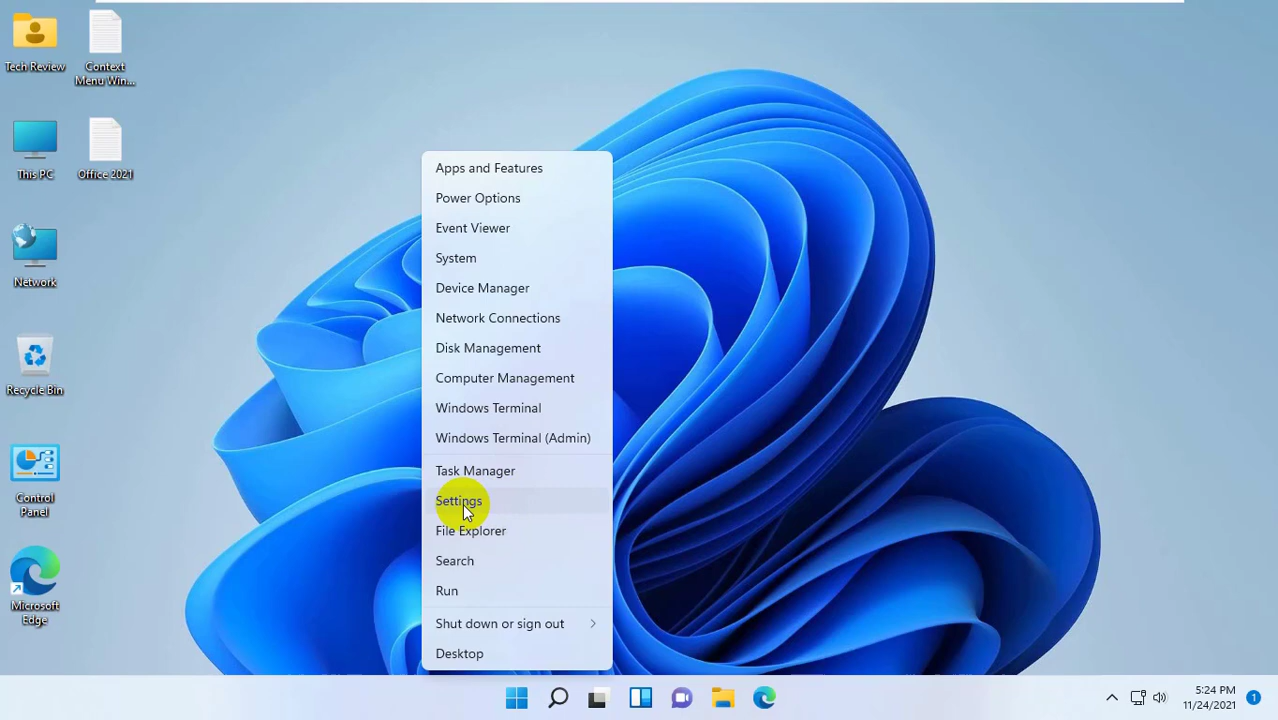 Tech Review
Context
Menu Win...
This PC
Office 2021
Network
Recycle Bin
Control
Panel
Microsoft
Edge
Apps and Features
Power Options
Event Viewer
System
Device Manager
Network Connections
Disk Management
Computer Management
Windows Terminal
Windows Terminal (Admin)
Task Manager
Settings
File Explorer
Search
Run
Shut down or sign out
Desktop
5:24 PM
11/24/2021
1